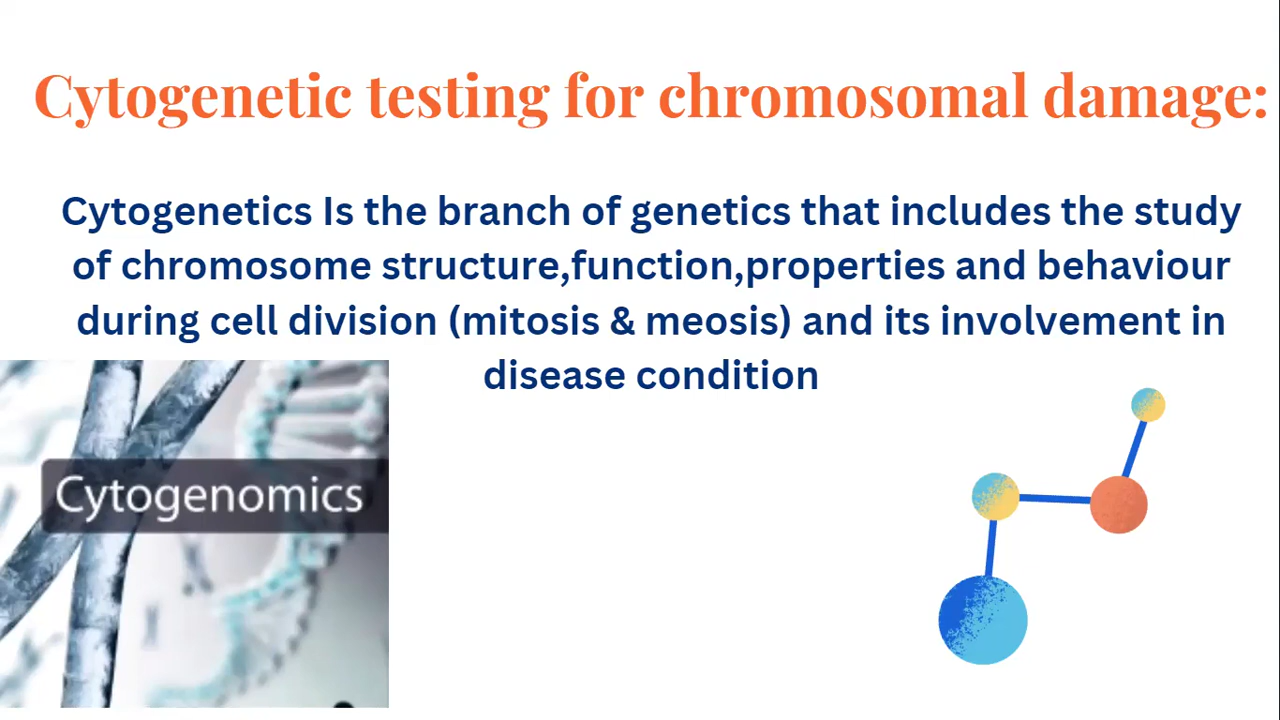 Cytogenetic testing for chromosomal damage:
Cytogenetics Is the branch of genetics that includes the study
of chromosome structure,function,properties and behaviour
during cell division (mitosis & meosis) and its involvement in
disease condition
Cytogenomics